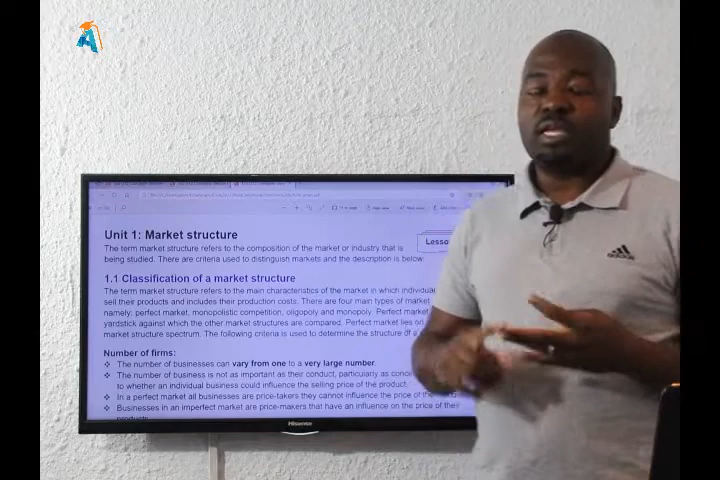 A
Unit 1: Market structure
The term market structure refers to the composition of the market or industry that is
being studied. There are criteria used to distinguish markets and the description is below.
Lesso
1.1 Classification of a market structure
The term market structure refers to the main characteristics of the market in which individual
sell their products and includes their production costs. There are four main types of market
namely: perfect market, monopolistic competition, oligopoly and monopoly. Perfect market
yardstick against which the other market structures are compared. Perfect market lies on
market structure spectrum. The following criteria is used to determine the structure of a
Number of firms:
❖ The number of businesses can vary from one to a very large number.
❖ The number of business is not as important as their conduct, particularly as
to whether an individual business could influence the selling price of the product.
❖ In a perfect market all businesses are price-takers they cannot influence the price of the
❖ Businesses in an imperfect market are price-makers that have an influence on the price of their
products.
adidas
Hisense